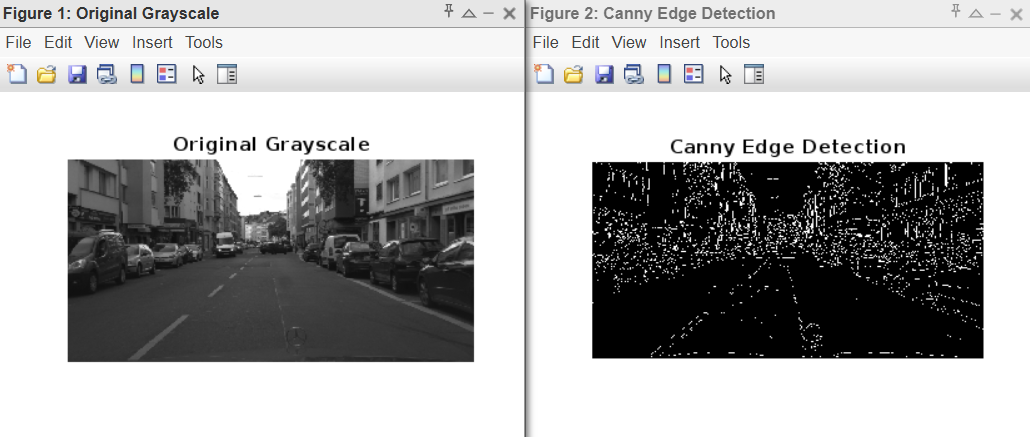 Figure 1: Original Grayscale
File Edit View Insert Tools
Original Grayscale
Figure 2: Canny Edge Detection
File Edit View Insert Tools
Canny Edge Detection